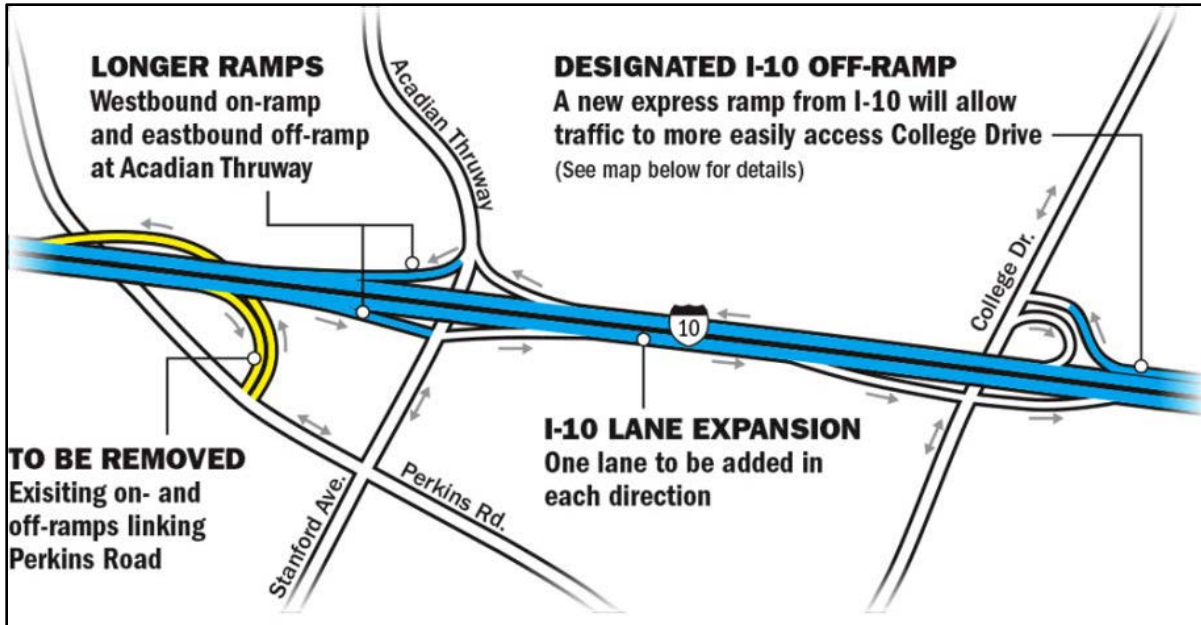 LONGER RAMPS
Westbound on-ramp
and eastbound off-ramp
at Acadian Thruway
Acadian Thruway
DESIGNATED I-10 OFF-RAMP
A new express ramp from I-10 will allow
traffic to more easily access College Drive
(See map below for details)
College Dr.
10
I-10 LANE EXPANSION
One lane to be added in
each direction
TO BE REMOVED
Exisiting on- and
off-ramps linking
Perkins Road
Stanford Ave.
Perkins Rd.